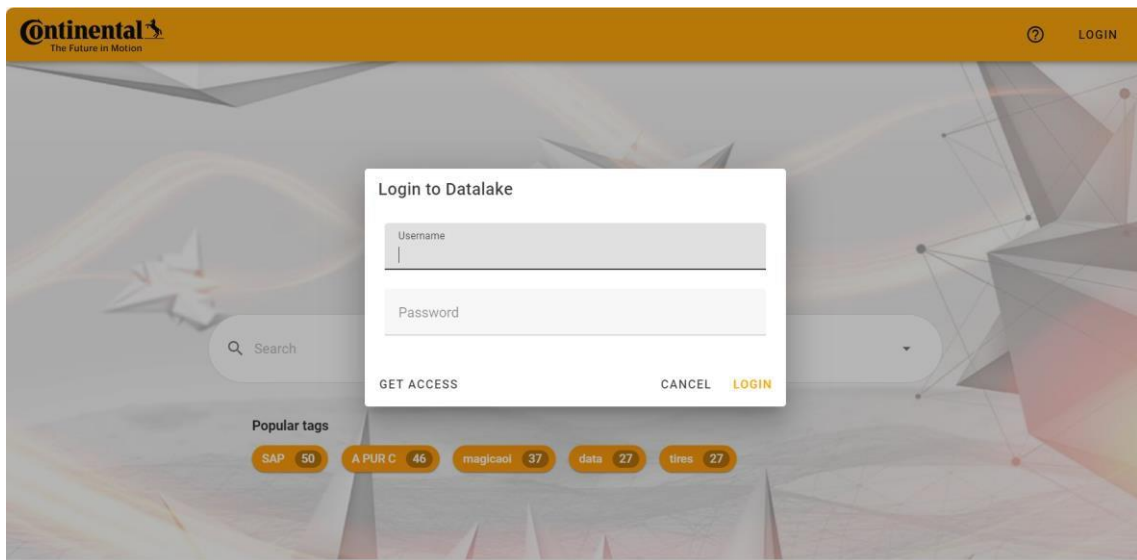 Continental
The Future in Motion
LOGIN
Login to Datalake
Username
Password
Search
GET ACCESS
CANCEL
LOGIN
Popular tags
SAP 50
A PUR C 46
magicaoi 37
data 27
tires 27